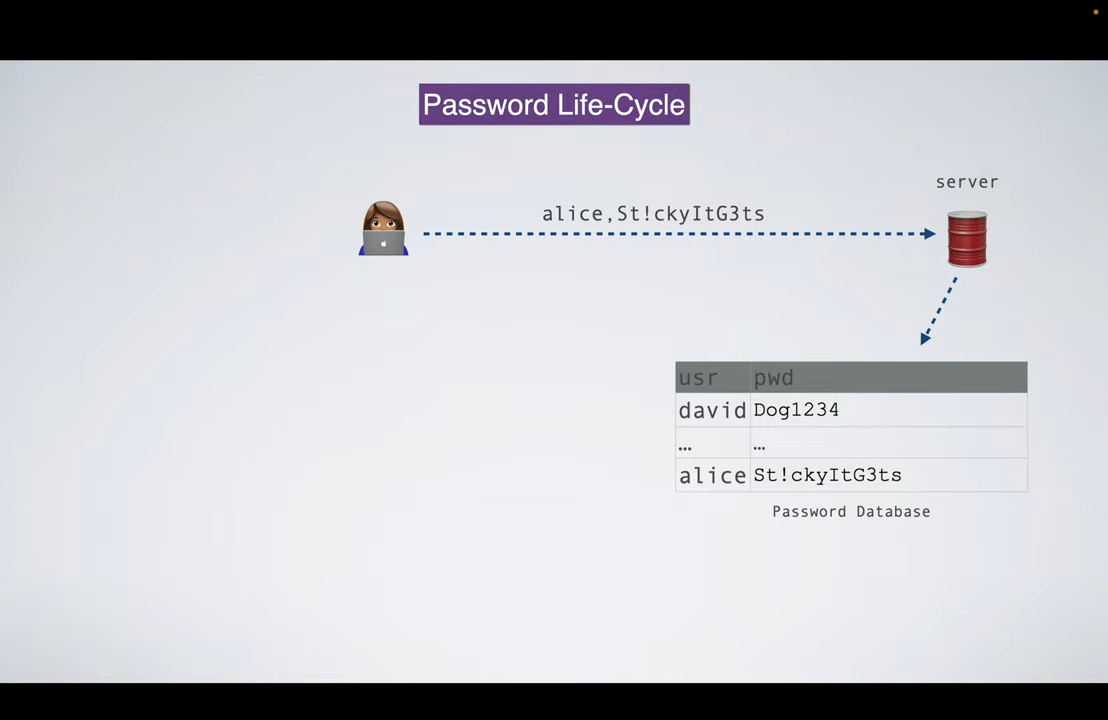 Password Life-Cycle
server
alice,St!ckyItG3ts
usr pwd
david Dog1234
… …
alice St!ckyItG3ts
Password Database